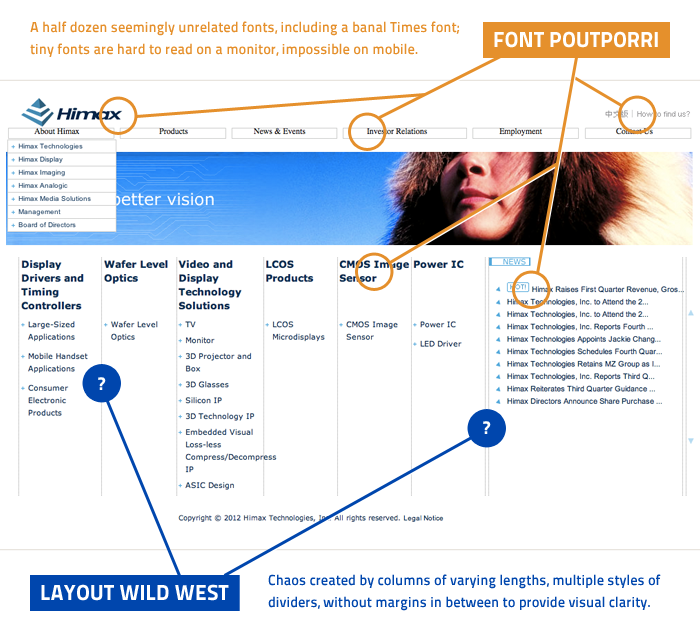 A half dozen seemingly unrelated fonts, including a banal Times font;
tiny fonts are hard to read on a monitor, impossible on mobile.
FONT POUTPORRI
Himax
中文版 | How to find us?
About Himax
Products
News & Events
Investor Relations
Employment
Contact Us
+ Himax Technologies
+ Himax Display
+ Himax Imaging
+ Himax Analogic
+ Himax Media Solutions
+ Management
+ Board of Directors
better vision
Display
Drivers and
Timing
Controllers
+ Large-Sized
Applications
+ Mobile Handset
Applications
+ Consumer
Electronic
Products
Wafer Level
Optics
+ Wafer Level
Optics
Video and
Display
Technology
Solutions
+ TV
+ Monitor
+ 3D Projector and
Box
+ 3D Glasses
+ Silicon IP
+ 3D Technology IP
+ Embedded Visual
Loss-less
Compress/Decompress
IP
+ ASIC Design
LCOS
Products
+ LCOS
Microdisplays
CMOS Image
Sensor
+ CMOS Image
Sensor
Power IC
+ Power IC
+ LED Driver
NEWS
HOT! Himax Raises First Quarter Revenue, Gros...
Himax Technologies, Inc. to Attend the 2...
Himax Technologies, Inc. to Attend the 2...
Himax Technologies, Inc. Reports Fourth ...
Himax Technologies Appoints Jackie Chang...
Himax Technologies Schedules Fourth Quar...
Himax Technologies Retains MZ Group as I...
Himax Technologies, Inc. Reports Third Q...
Himax Reiterates Third Quarter Guidance ...
Himax Directors Announce Share Purchase ...
?
?
Copyright © 2012 Himax Technologies, Inc. All rights reserved. Legal Notice
LAYOUT WILD WEST
Chaos created by columns of varying lengths, multiple styles of
dividers, without margins in between to provide visual clarity.